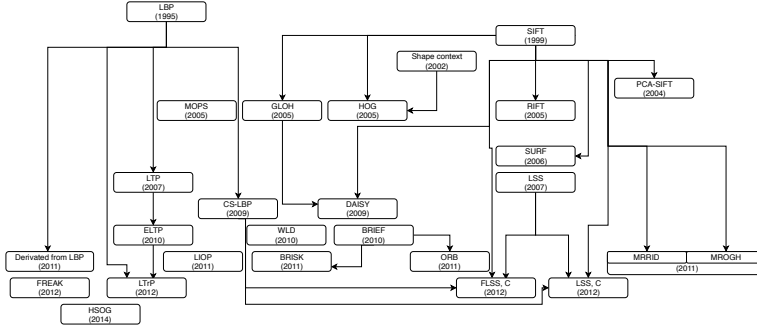 LBP
(1995)
SIFT
(1999)
Shape context
(2002)
PCA-SIFT
(2004)
MOPS
(2005)
GLOH
(2005)
HOG
(2005)
RIFT
(2005)
SURF
(2006)
LTP
(2007)
LSS
(2007)
CS-LBP
(2009)
DAISY
(2009)
ELTP
(2010)
WLD
(2010)
BRIEF
(2010)
Derivated from LBP
(2011)
LIOP
(2011)
BRISK
(2011)
ORB
(2011)
MRRID MROGH
(2011)
FREAK
(2012)
LTrP
(2012)
FLSS, C
(2012)
LSS, C
(2012)
HSOG
(2014)